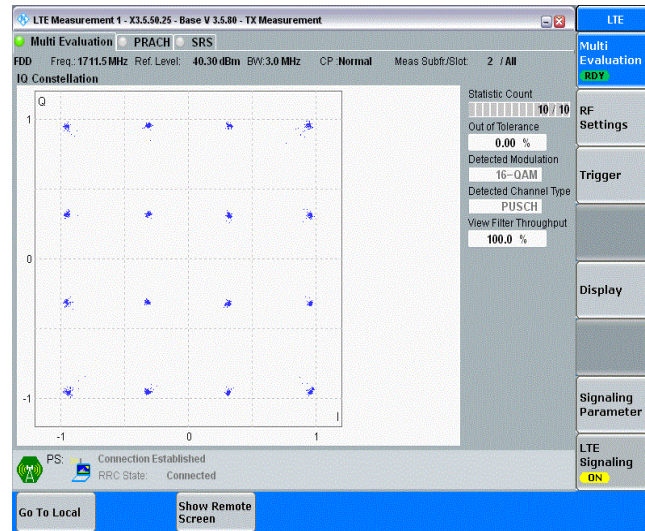 LTE Measurement 1 - X3.5.50.25 - Base V 3.5.80 - TX Measurement
LTE
Multi Evaluation PRACH SRS
Multi
Evaluation
RDY
FDD Freq.: 1711.5 MHz Ref. Level: 40.30 dBm BW: 3.0 MHz CP : Normal Meas Subfr/Slot: 2 / All
IQ Constellation
Q
1
0
-1
-1 0 1
I
Statistic Count
10 / 10
Out of Tolerance
0.00 %
Detected Modulation
16-QAM
Detected Channel Type
PUSCH
View Filter Throughput
100.0 %
RF
Settings
Trigger
Display
Signaling
Parameter
LTE
Signaling
ON
PS: Connection Established
RRC State: Connected
Go To Local
Show Remote
Screen